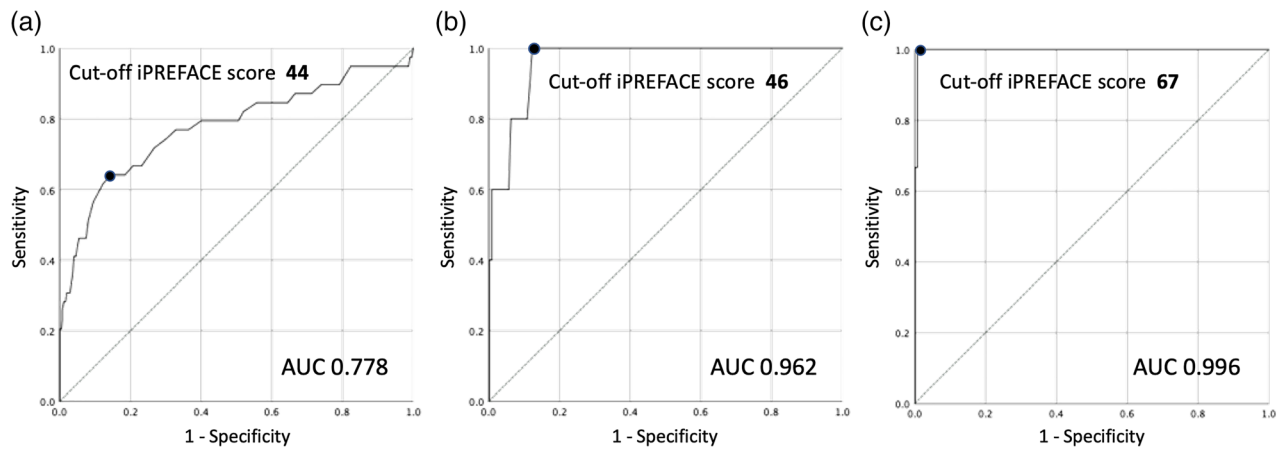 (a)
Cut-off iPREFACE score 44
1.0
0.8
0.6
0.4
0.2
0.0
Sensitivity
AUC 0.778
0.0 0.2 0.4 0.6 0.8 1.0
1 - Specificity
(b)
Cut-off iPREFACE score 46
1.0
0.8
0.6
0.4
0.2
0.0
Sensitivity
AUC 0.962
0.0 0.2 0.4 0.6 0.8 1.0
1 - Specificity
(c)
Cut-off iPREFACE score 67
1.0
0.8
0.6
0.4
0.2
0.0
Sensitivity
AUC 0.996
0.0 0.2 0.4 0.6 0.8 1.0
1 - Specificity